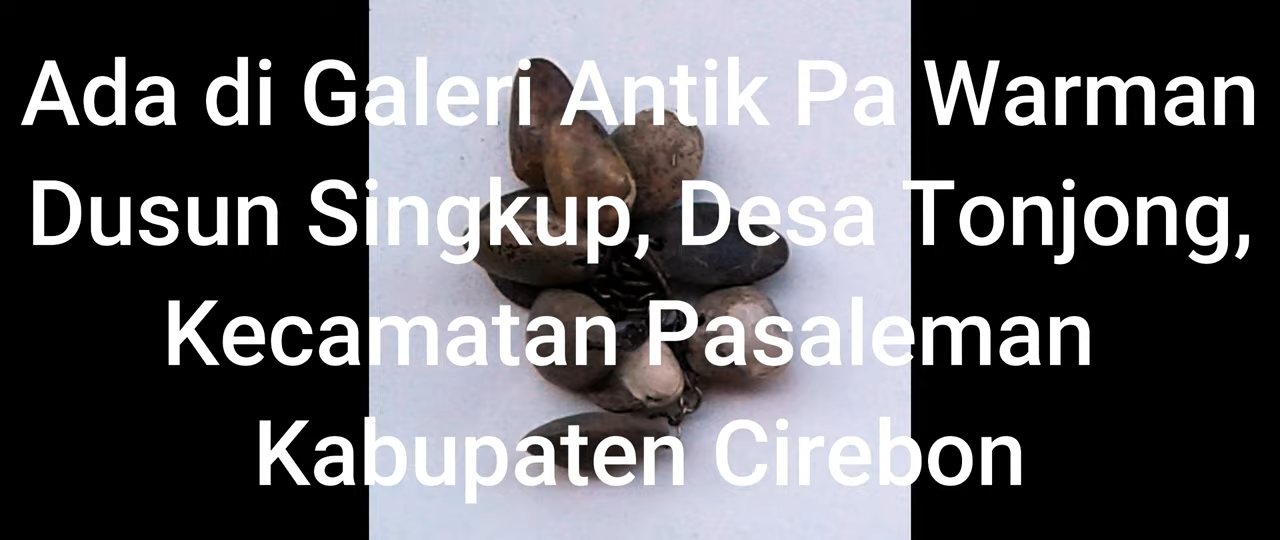 Ada di Galeri Antik Pa Warman
Dusun Singkup, Desa Tonjong,
Kecamatan Pasaleman
Kabupaten Cirebon